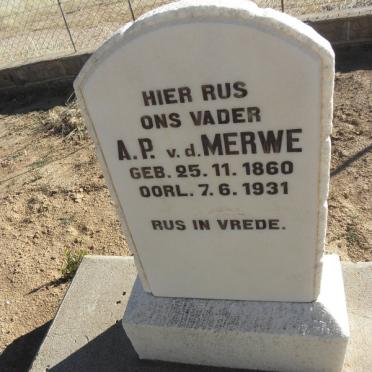 HIER RUS
ONS VADER
A.P. v.d. MERWE
GEB. 25. 11. 1860
OORL. 7. 6. 1931
RUS IN VREDE.